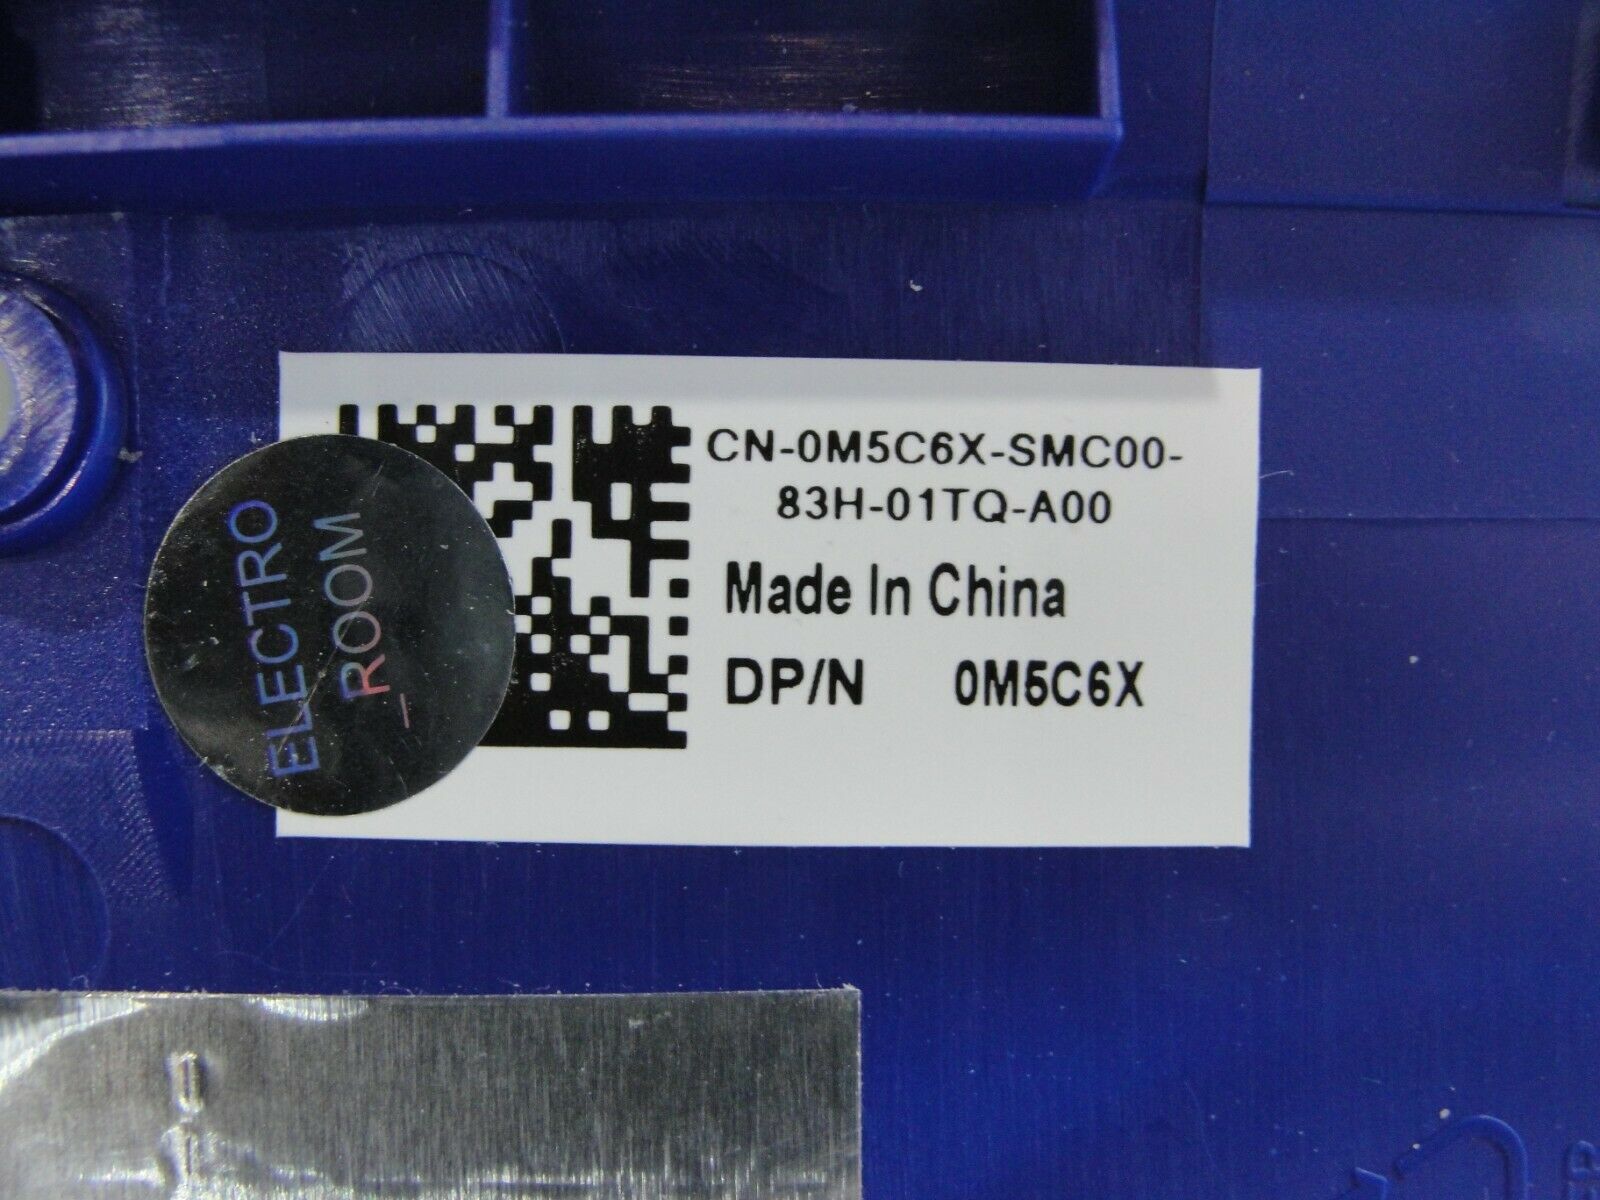 CN-0M5C6X-SMC00-
83H-01TQ-A00
Made In China
DP/N 0M5C6X
ELECTRO
_ROOM